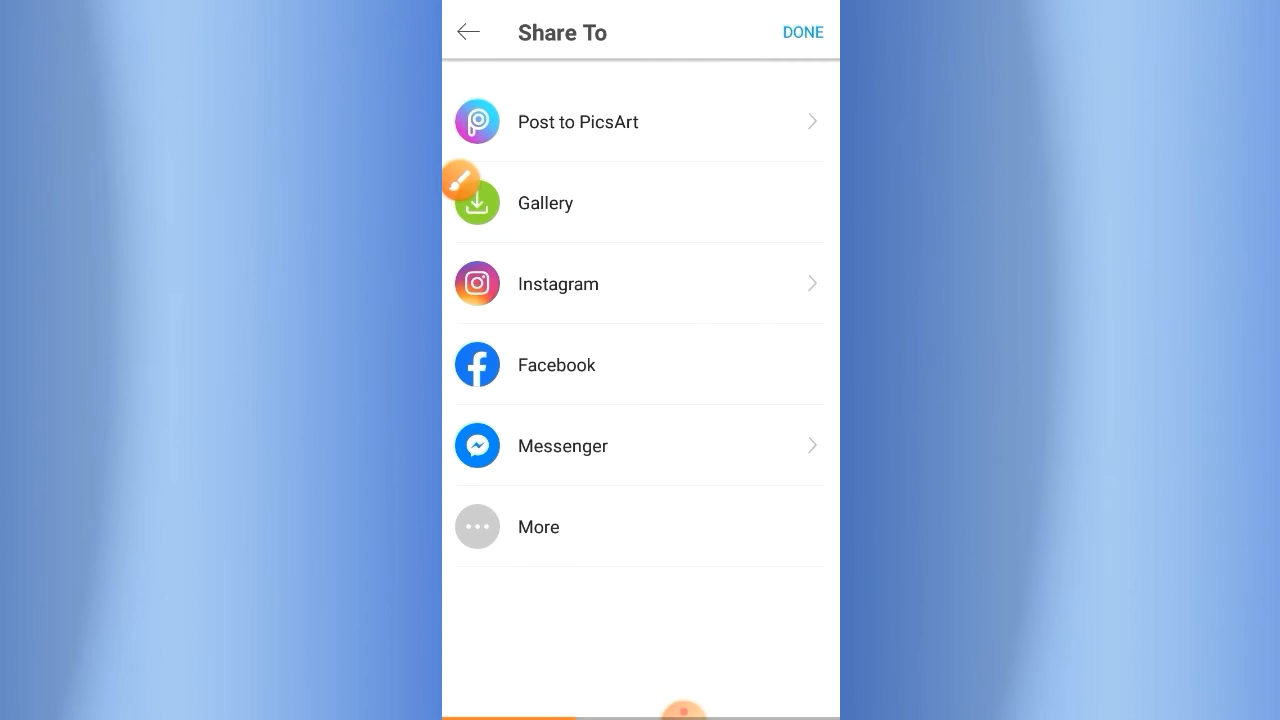 Share To
DONE
Post to PicsArt
Gallery
Instagram
Facebook
Messenger
More